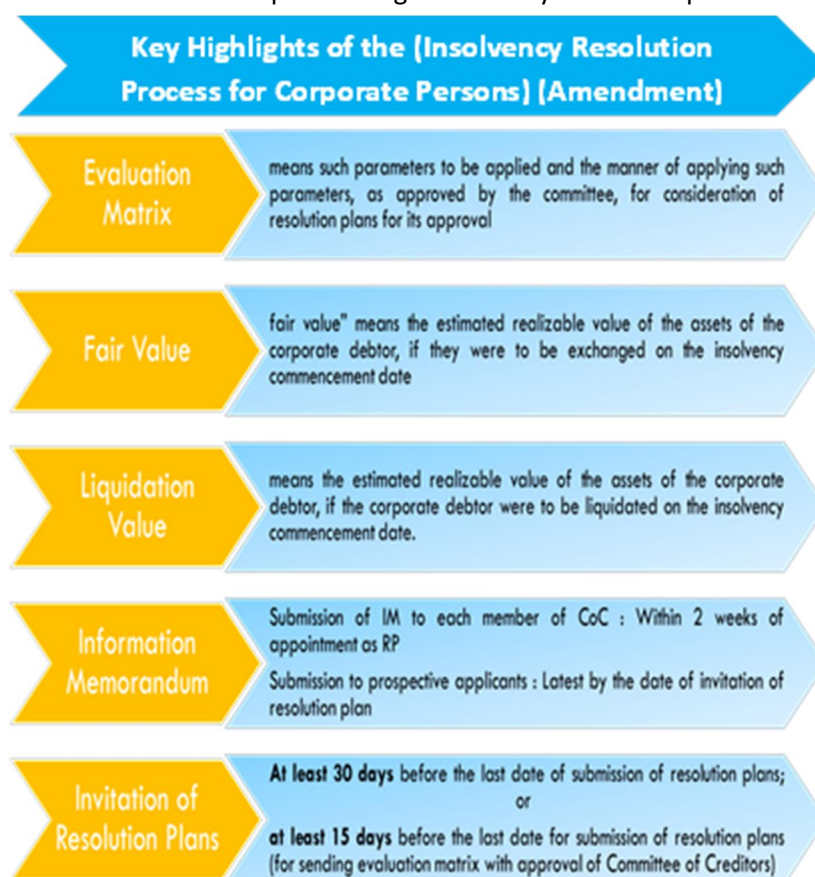 Key Highlights of the (Insolvency Resolution
Process for Corporate Persons) (Amendment)
Evaluation
Matrix
means such parameters to be applied and the manner of applying such
parameters, as approved by the committee, for consideration of
resolution plans for its approval
Fair Value
fair value" means the estimated realizable value of the assets of the
corporate debtor, if they were to be exchanged on the insolvency
commencement date
Liquidation
Value
means the estimated realizable value of the assets of the corporate
debtor, if the corporate debtor were to be liquidated on the insolvency
commencement date.
Information
Memorandum
Submission of IM to each member of CoC : Within 2 weeks of
appointment as RP
Submission to prospective applicants : Latest by the date of invitation of
resolution plan
Invitation of
Resolution Plans
At least 30 days before the last date of submission of resolution plans;
or
at least 15 days before the last date for submission of resolution plans
(for sending evaluation matrix with approval of Committee of Creditors)